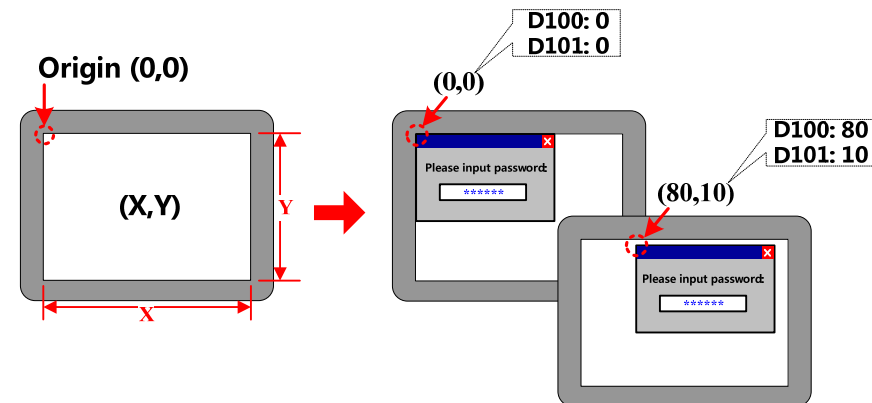 Origin (0,0)
(X,Y)
Y
X
D100: 0
D101: 0
(0,0)
Please input password:
******
D100: 80
D101: 10
(80,10)
Please input password:
******